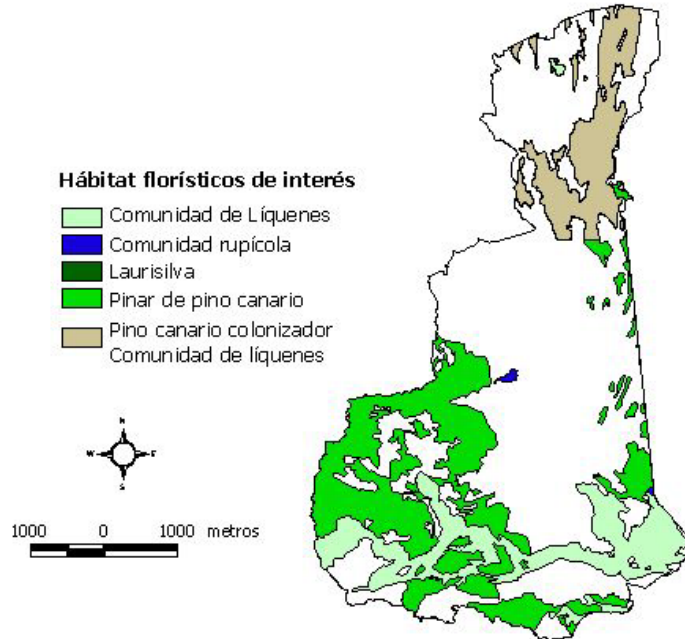 Hábitat florísticos de interés
Comunidad de Líquenes
Comunidad rupícola
Laurisilva
Pinar de pino canario
Pino canario colonizador
Comunidad de líquenes
N
W E
S
1000 0 1000 metros